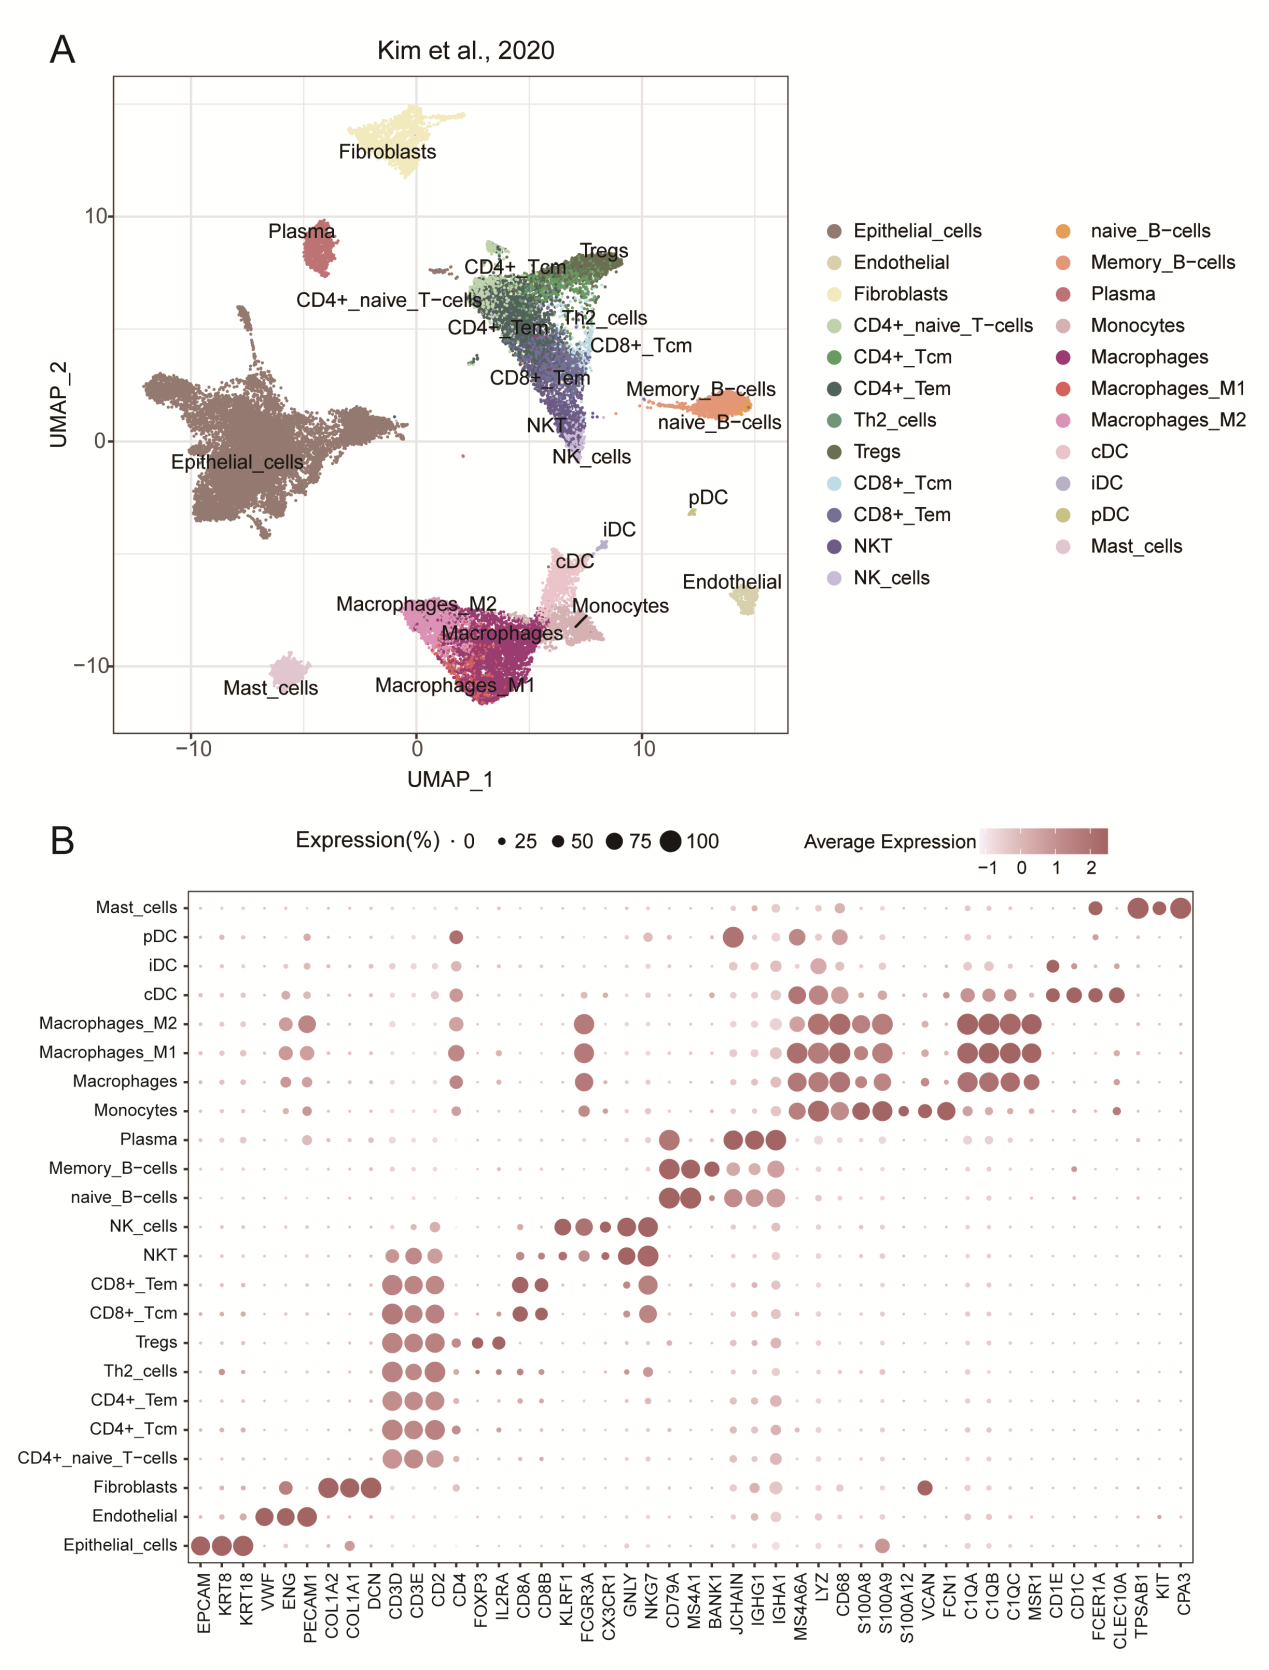 A
Kim et al., 2020
Fibroblasts
Plasma
Tregs
CD4+_Tcm
CD4+_naive_T−cells
Th2_cells
CD4+_Tem
CD8+_Tcm
CD8+_Tem
Memory_B−cells
NKT
naive_B−cells
NK_cells
Epithelial_cells
pDC
iDC
cDC
Endothelial
Macrophages_M2
Monocytes
Macrophages
Macrophages_M1
Mast_cells
10
0
−10
UMAP_2
−10
0
10
UMAP_1
Epithelial_cells
Endothelial
Fibroblasts
CD4+_naive_T−cells
CD4+_Tcm
CD4+_Tem
Th2_cells
Tregs
CD8+_Tcm
CD8+_Tem
NKT
NK_cells
naive_B−cells
Memory_B−cells
Plasma
Monocytes
Macrophages
Macrophages_M1
Macrophages_M2
cDC
iDC
pDC
Mast_cells
B
Expression(%) 0 25 50 75 100
Average Expression
−1 0 1 2
Mast_cells
pDC
iDC
cDC
Macrophages_M2
Macrophages_M1
Macrophages
Monocytes
Plasma
Memory_B−cells
naive_B−cells
NK_cells
NKT
CD8+_Tem
CD8+_Tcm
Tregs
Th2_cells
CD4+_Tem
CD4+_Tcm
CD4+_naive_T−cells
Fibroblasts
Endothelial
Epithelial_cells
EPCAM
KRT8
KRT18
VWF
ENG
PECAM1
COL1A2
COL1A1
DCN
CD3D
CD3E
CD2
CD4
FOXP3
IL2RA
CD8A
CD8B
KLRF1
FCGR3A
CX3CR1
GNLY
NKG7
CD79A
MS4A1
BANK1
JCHAIN
IGHG1
IGHA1
MS4A6A
LYZ
CD68
S100A8
S100A9
S100A12
VCAN
FCN1
C1QA
C1QB
C1QC
MSR1
CD1E
CD1C
FCER1A
CLEC10A
TPSAB1
KIT
CPA3